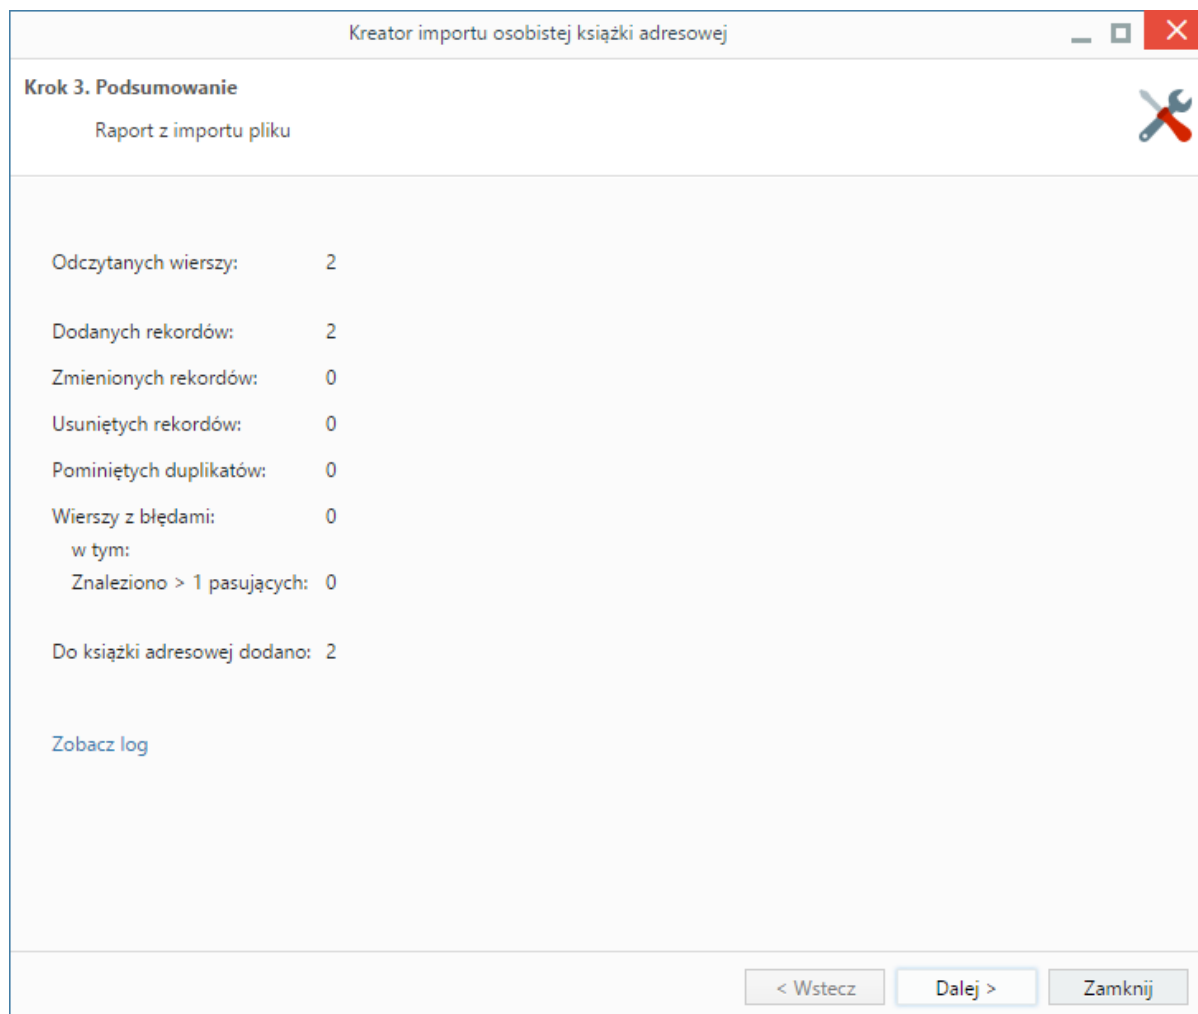 Kreator importu osobistej książki adresowej
Krok 3. Podsumowanie
Raport z importu pliku
Odczytanych wierszy: 2
Dodanych rekordów: 2
Zmienionych rekordów: 0
Usuniętych rekordów: 0
Pominiętych duplikatów: 0
Wierszy z błędami: 0
w tym:
Znaleziono > 1 pasujących: 0
Do książki adresowej dodano: 2
Zobacz log
< Wstecz Dalej > Zamknij